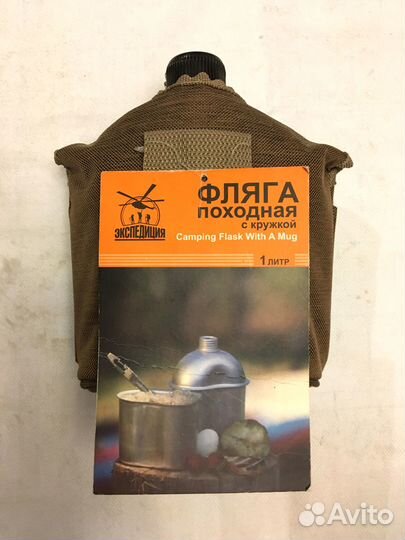 ФЛЯГА
ПОХОДНАЯ
С КРУЖКОЙ
Camping Flask With A Mug
ЭКСПЕДИЦИЯ
1 ЛИТР
Avito